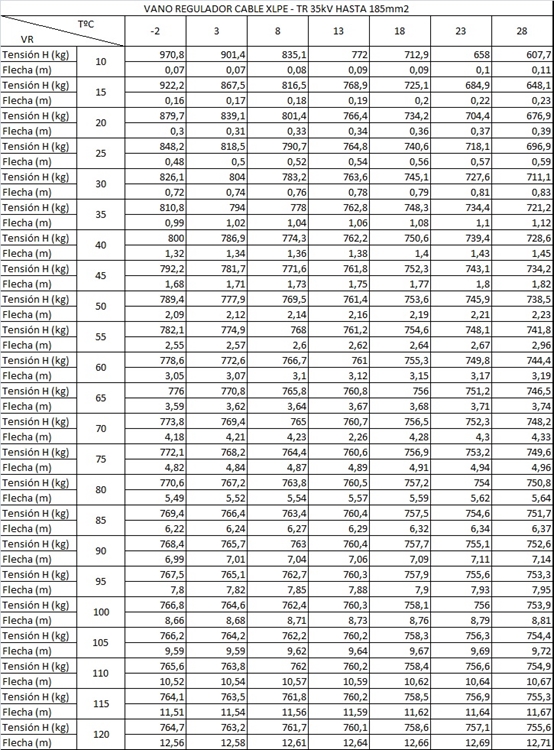 VANO REGULADOR CABLE XLPE - TR 35kV HASTA 185mm2
TºC -2 3 8 13 18 23 28
VR
Tensión H (kg) 10 970,8 901,4 835,1 772 712,9 658 607,7
Flecha (m) 0,07 0,07 0,08 0,09 0,09 0,1 0,11
Tensión H (kg) 15 922,2 867,5 816,5 768,9 725,1 684,9 648,1
Flecha (m) 0,16 0,17 0,18 0,19 0,2 0,22 0,23
Tensión H (kg) 20 879,7 839,1 801,4 766,4 734,2 704,4 676,9
Flecha (m) 0,3 0,31 0,33 0,34 0,36 0,37 0,39
Tensión H (kg) 25 848,2 818,5 790,7 764,8 740,6 718,1 696,9
Flecha (m) 0,48 0,5 0,52 0,54 0,56 0,57 0,59
Tensión H (kg) 30 826,1 804 783,2 763,6 745,1 727,6 711,1
Flecha (m) 0,72 0,74 0,76 0,78 0,79 0,81 0,83
Tensión H (kg) 35 810,8 794 778 762,8 748,3 734,4 721,2
Flecha (m) 0,99 1,02 1,04 1,06 1,08 1,1 1,12
Tensión H (kg) 40 800 786,9 774,3 762,2 750,6 739,4 728,6
Flecha (m) 1,32 1,34 1,36 1,38 1,4 1,43 1,45
Tensión H (kg) 45 792,2 781,7 771,6 761,8 752,3 743,1 734,2
Flecha (m) 1,68 1,71 1,73 1,75 1,77 1,8 1,82
Tensión H (kg) 50 789,4 777,9 769,5 761,4 753,6 745,9 738,5
Flecha (m) 2,09 2,12 2,14 2,16 2,19 2,21 2,23
Tensión H (kg) 55 782,1 774,9 768 761,2 754,6 748,1 741,8
Flecha (m) 2,55 2,57 2,6 2,62 2,64 2,67 2,96
Tensión H (kg) 60 778,6 772,6 766,7 761 755,3 749,8 744,4
Flecha (m) 3,05 3,07 3,1 3,12 3,15 3,17 3,19
Tensión H (kg) 65 776 770,8 765,8 760,8 756 751,2 746,5
Flecha (m) 3,59 3,62 3,64 3,67 3,68 3,71 3,74
Tensión H (kg) 70 773,8 769,4 765 760,7 756,5 752,3 748,2
Flecha (m) 4,18 4,21 4,23 2,26 4,28 4,3 4,33
Tensión H (kg) 75 772,1 768,2 764,4 760,6 756,9 753,2 749,6
Flecha (m) 4,82 4,84 4,87 4,89 4,91 4,94 4,96
Tensión H (kg) 80 770,6 767,2 763,8 760,5 757,2 754 750,8
Flecha (m) 5,49 5,52 5,54 5,57 5,59 5,62 5,64
Tensión H (kg) 85 769,4 766,4 763,4 760,4 757,5 754,6 751,7
Flecha (m) 6,22 6,24 6,27 6,29 6,32 6,34 6,37
Tensión H (kg) 90 768,4 765,7 763 760,4 757,7 755,1 752,6
Flecha (m) 6,99 7,01 7,04 7,06 7,09 7,11 7,14
Tensión H (kg) 95 767,5 765,1 762,7 760,3 757,9 755,6 753,3
Flecha (m) 7,8 7,82 7,85 7,88 7,9 7,93 7,95
Tensión H (kg) 100 766,8 764,6 762,4 760,3 758,1 756 753,9
Flecha (m) 8,66 8,68 8,71 8,73 8,76 8,79 8,81
Tensión H (kg) 105 766,2 764,2 762,2 760,2 758,3 756,3 754,4
Flecha (m) 9,59 9,59 9,62 9,64 9,67 9,69 9,72
Tensión H (kg) 110 765,6 763,8 762 760,2 758,4 756,6 754,9
Flecha (m) 10,52 10,54 10,57 10,59 10,62 10,64 10,67
Tensión H (kg) 115 764,1 763,5 761,8 760,2 758,5 756,9 755,3
Flecha (m) 11,51 11,54 11,56 11,59 11,62 11,64 11,67
Tensión H (kg) 120 764,7 763,2 761,7 760,1 758,6 757,1 755,6
Flecha (m) 12,56 12,58 12,61 12,64 12,66 12,69 12,71